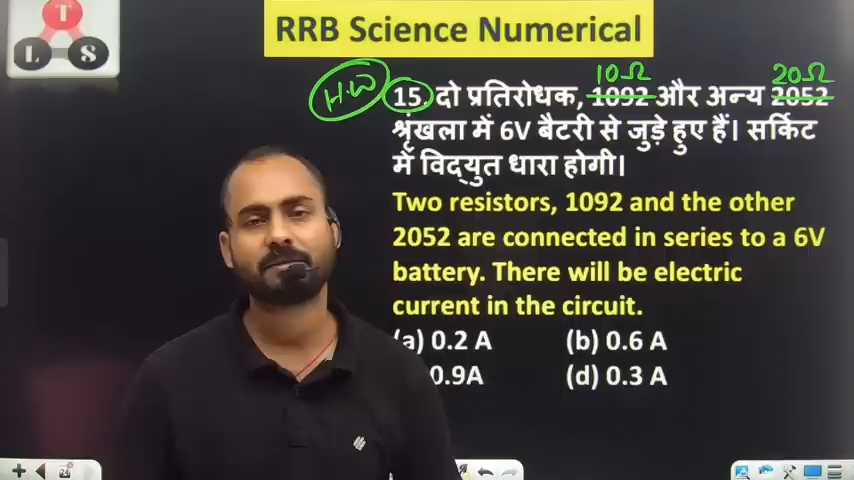 T
L S
RRB Science Numerical
H.W
10Ω 20Ω
15. दो प्रतिरोधक, 1092 और अन्य 2052
श्रृंखला में 6V बैटरी से जुड़े हुए हैं। सर्किट
में विद्युत धारा होगी।
Two resistors, 1092 and the other
2052 are connected in series to a 6V
battery. There will be electric
current in the circuit.
(a) 0.2 A (b) 0.6 A
0.9A (d) 0.3 A
24